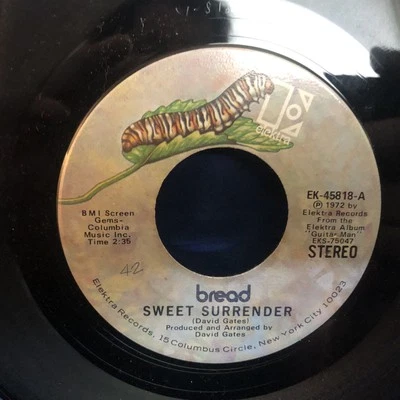 elektra
BMI Screen
Gems-
Columbia
Music Inc.
Time 2:35
EK-45818-A
Ⓟ 1972 by
Elektra Records
From the
Elektra Album
"Guitar Man"
EKS-75047
STEREO
42
bread
SWEET SURRENDER
(David Gates)
Produced and Arranged by
David Gates
Elektra Records, 15 Columbus Circle, New York City 10023